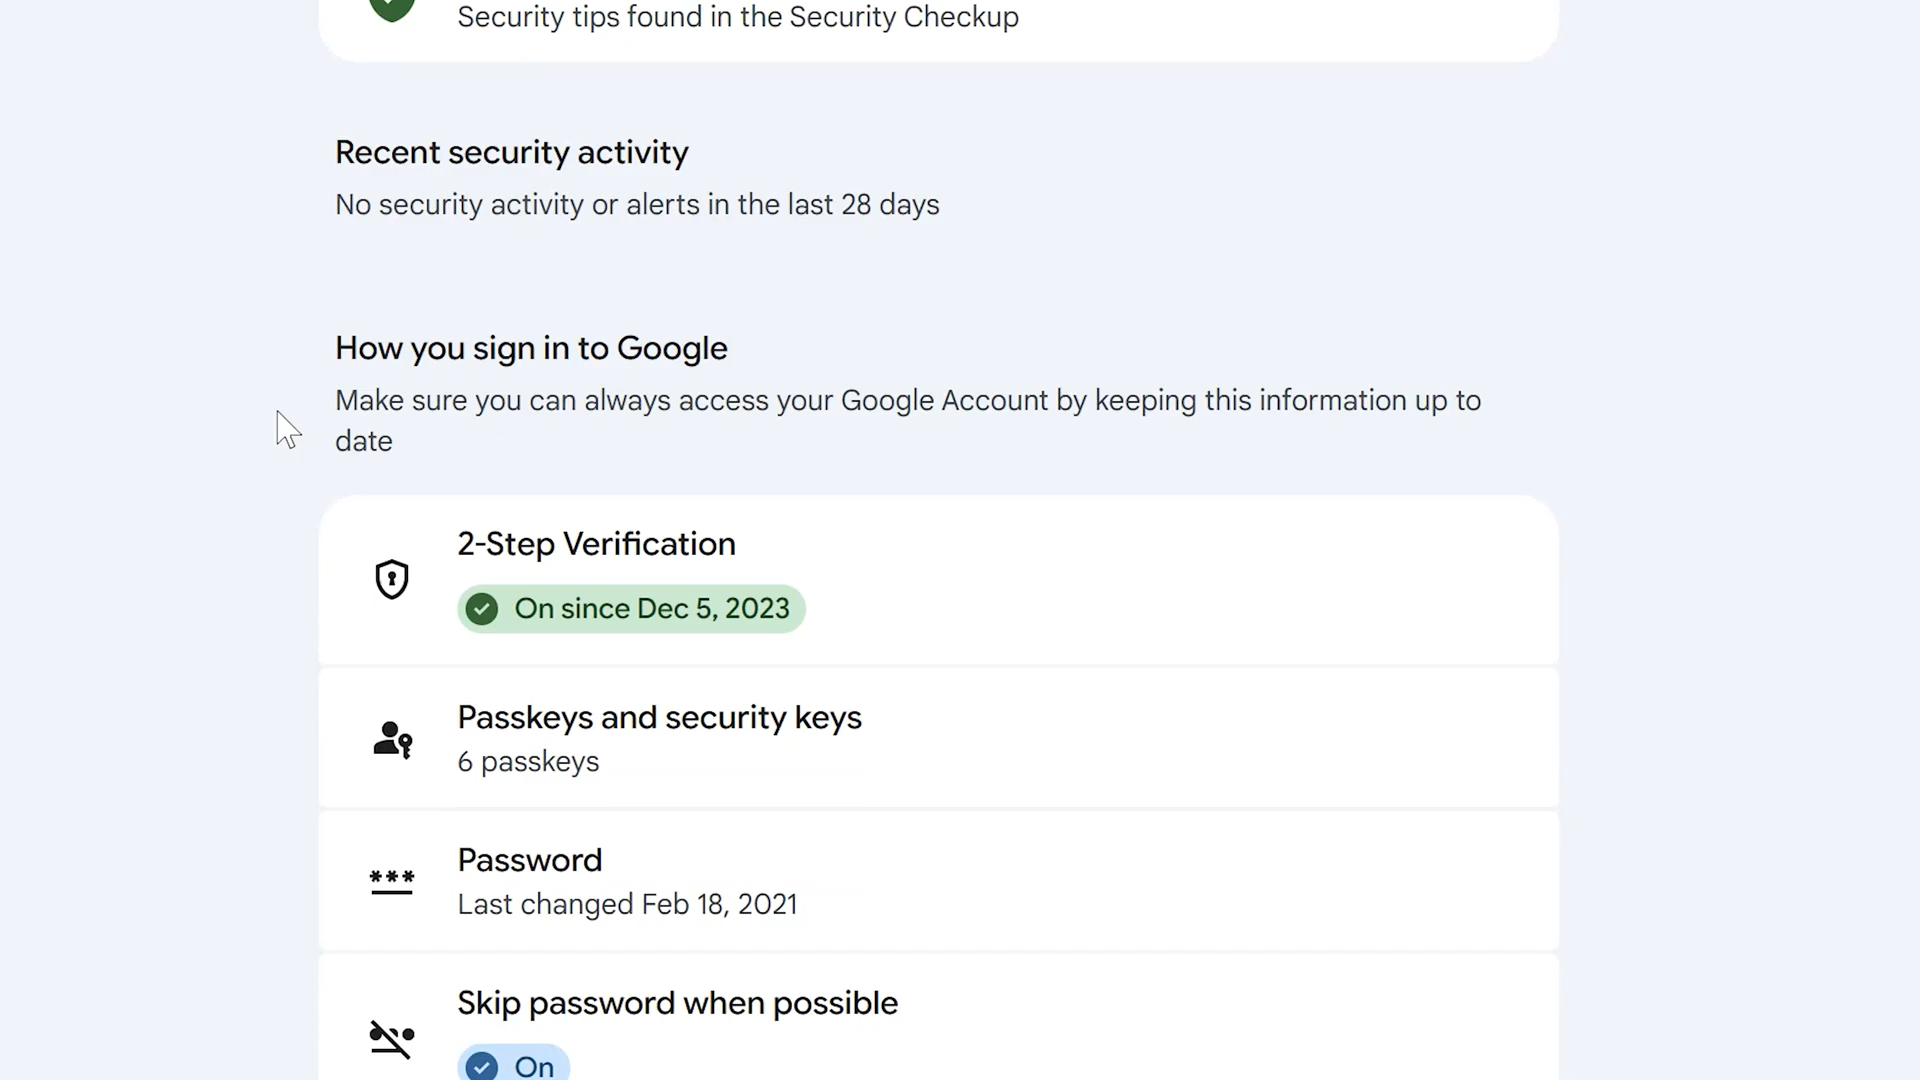 Security tips found in the Security Checkup
Recent security activity
No security activity or alerts in the last 28 days
How you sign in to Google
Make sure you can always access your Google Account by keeping this information up to
date
2-Step Verification
On since Dec 5, 2023
Passkeys and security keys
6 passkeys
Password
Last changed Feb 18, 2021
Skip password when possible
On